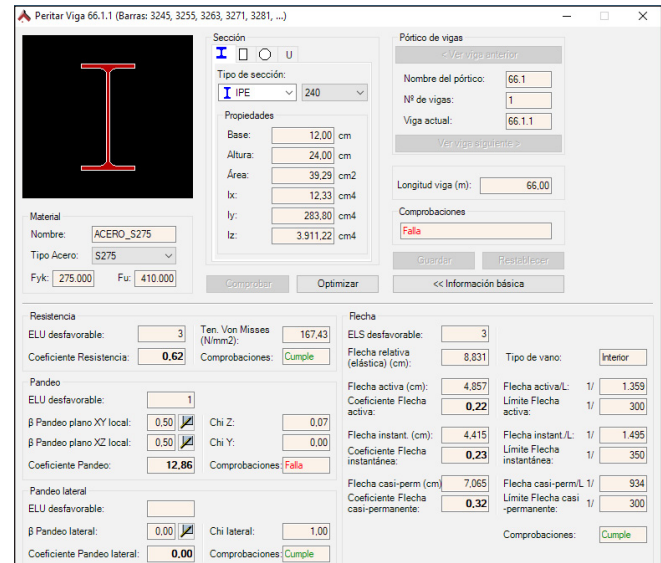 Peritar Viga 66.1.1 (Barras: 3245, 3255, 3263, 3271, 3281, ...)
Sección
U
Tipo de sección:
IPE 240
Propiedades
Base: 12,00 cm
Altura: 24,00 cm
Área: 39,29 cm2
Ix: 12,33 cm4
Iy: 283,80 cm4
Iz: 3.911,22 cm4
Pórtico de vigas
< Ver viga anterior
Nombre del pórtico: 66.1
Nº de vigas: 1
Viga actual: 66.1.1
Ver viga siguiente >
Longitud viga (m): 66,00
Comprobaciones
Falla
Material
Nombre: ACERO_S275
Tipo Acero: S275
Fyk: 275.000 Fu: 410.000
Comprobar Optimizar
Guardar Restablecer
<< Información básica
Resistencia
ELU desfavorable: 3 Ten. Von Misses (N/mm2): 167,43
Coeficiente Resistencia: 0,62 Comprobaciones: Cumple
Pandeo
ELU desfavorable: 1
β Pandeo plano XY local: 0,50 Chi Z: 0,07
β Pandeo plano XZ local: 0,50 Chi Y: 0,00
Coeficiente Pandeo: 12,86 Comprobaciones: Falla
Pandeo lateral
ELU desfavorable:
β Pandeo lateral: 0,00 Chi lateral: 1,00
Coeficiente Pandeo lateral: 0,00 Comprobaciones: Cumple
Flecha
ELS desfavorable: 3
Flecha relativa (elástica) (cm): 8,831 Tipo de vano: Interior
Flecha activa (cm): 4,857 Flecha activa/L: 1/ 1.359
Coeficiente Flecha activa: 0,22 Límite Flecha activa: 1/ 300
Flecha instant. (cm): 4,415 Flecha instant./L: 1/ 1.495
Coeficiente Flecha instantánea: 0,23 Límite Flecha instantánea: 1/ 350
Flecha casi-perm (cm) 7,065 Flecha casi-perm/L 1/ 934
Coeficiente Flecha casi-permanente: 0,32 Límite Flecha casi -permanente: 1/ 300
Comprobaciones: Cumple